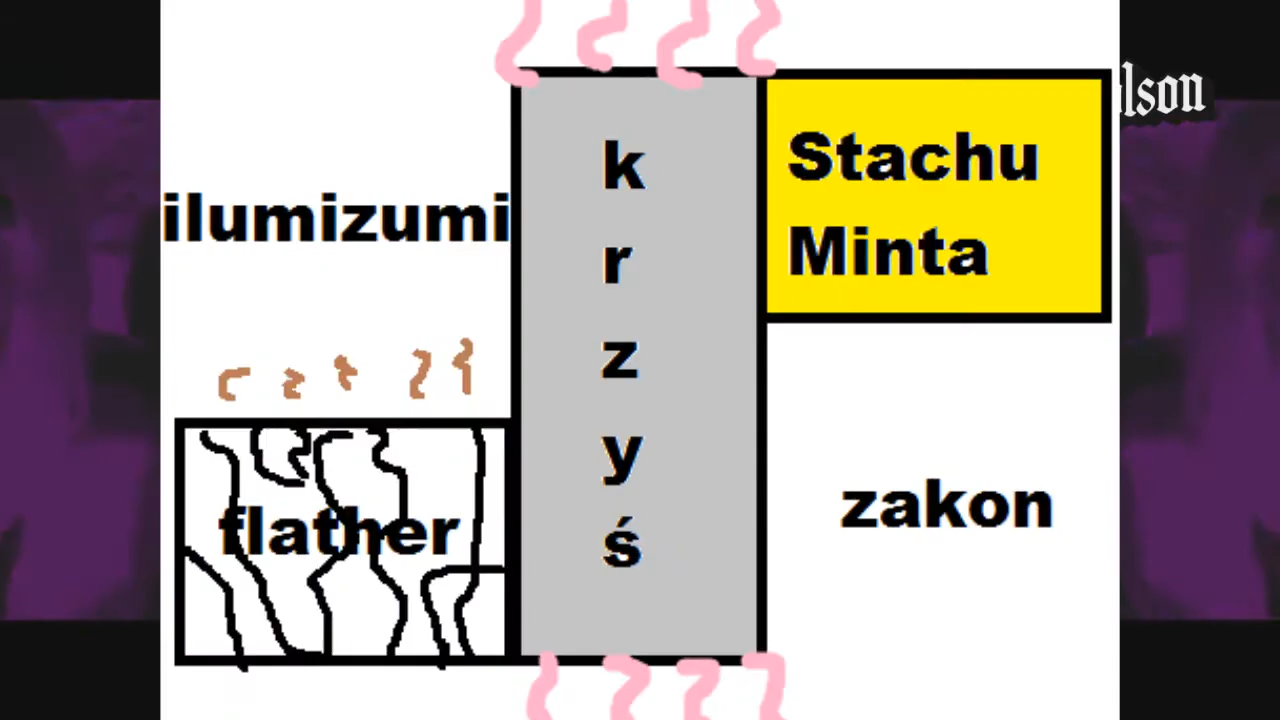 ilumizumi
k
r
z
y
ś
Stachu
Minta
flather
zakon